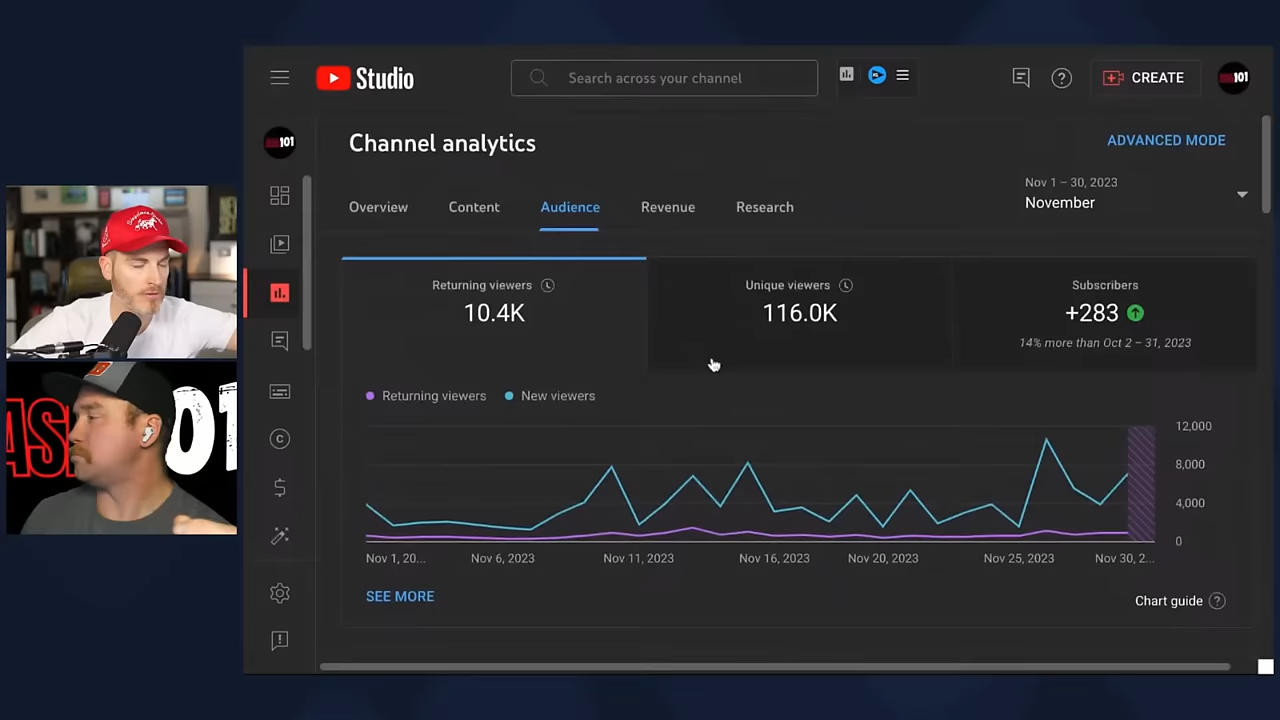 Studio
Search across your channel
CREATE
101
101
Channel analytics
ADVANCED MODE
Nov 1 – 30, 2023
November
Overview
Content
Audience
Revenue
Research
Returning viewers
10.4K
Unique viewers
116.0K
Subscribers
+283
14% more than Oct 2 – 31, 2023
Returning viewers
New viewers
12,000
8,000
4,000
0
Nov 1, 20...
Nov 6, 2023
Nov 11, 2023
Nov 16, 2023
Nov 20, 2023
Nov 25, 2023
Nov 30, 2...
SEE MORE
Chart guide